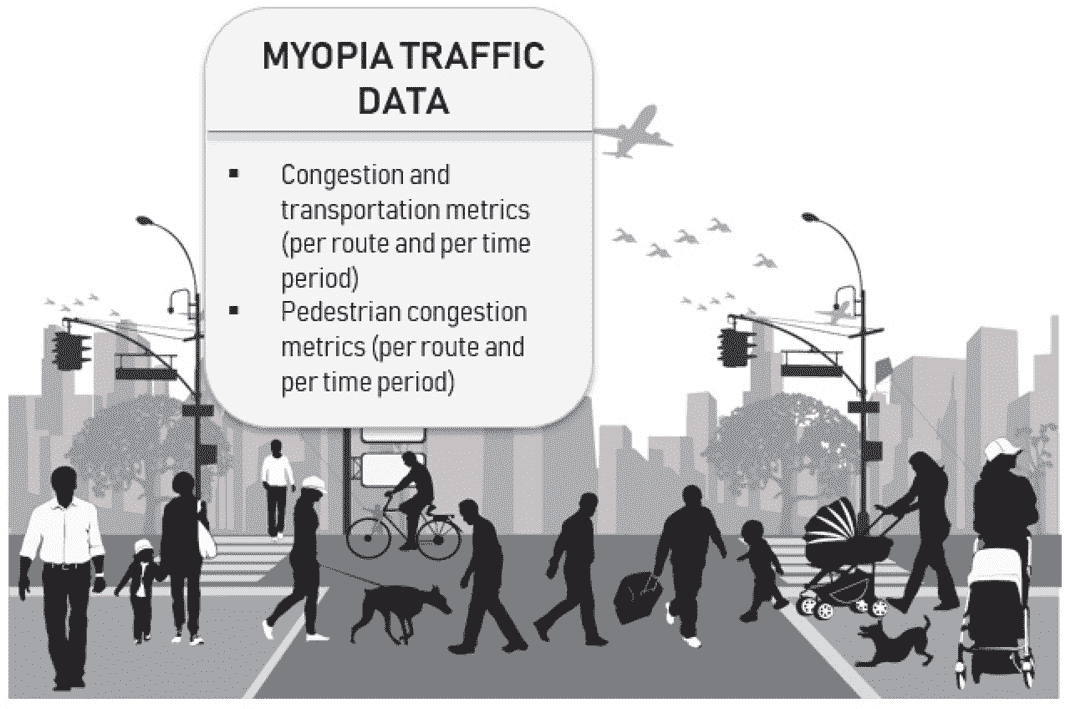 MYOPIA TRAFFIC
DATA
▪ Congestion and
transportation metrics
(per route and per time
period)
▪ Pedestrian congestion
metrics (per route and
per time period)